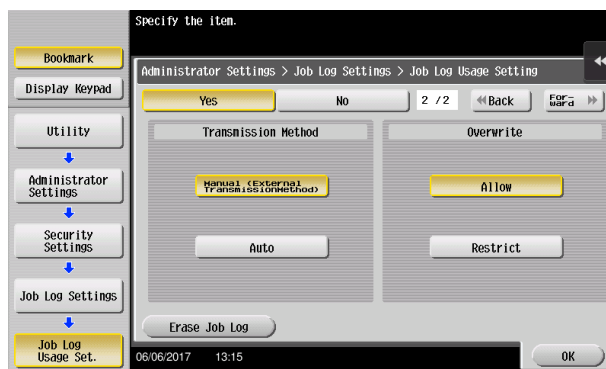 Specify the item.
Bookmark
Display Keypad
Utility
Administrator
Settings
Security
Settings
Job Log Settings
Job Log
Usage Set.
Administrator Settings > Job Log Settings > Job Log Usage Setting
Yes
No
2 /2
Back
For-
ward
Transmission Method
Manual (External
TransmissionMethod)
Auto
Overwrite
Allow
Restrict
Erase Job Log
06/06/2017 13:15
OK